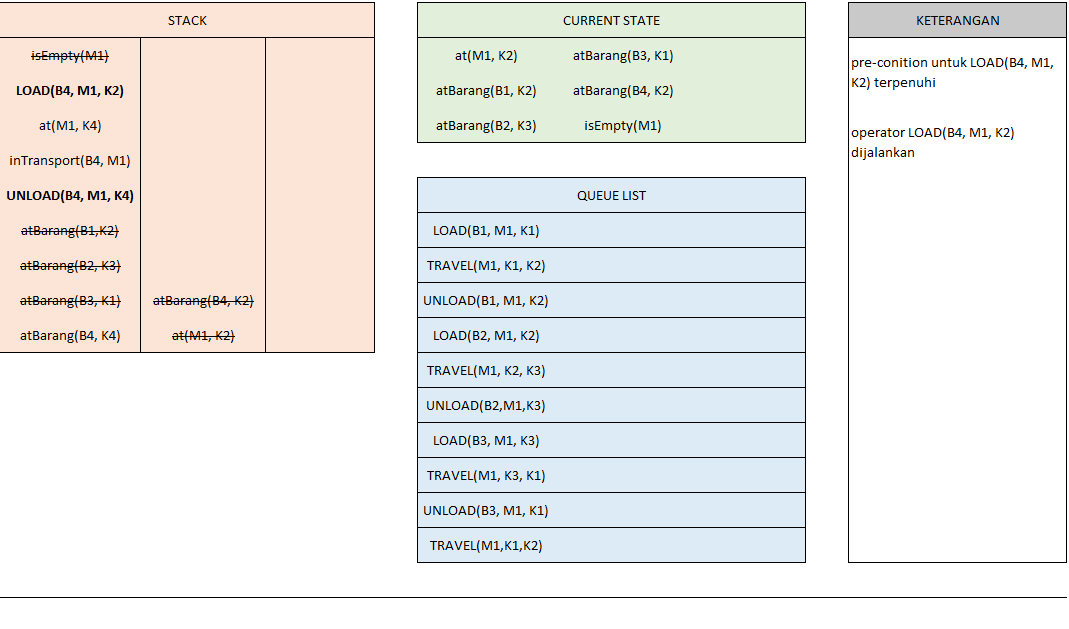 STACK
isEmpty(M1)
LOAD(B4, M1, K2)
at(M1, K4)
inTransport(B4, M1)
UNLOAD(B4, M1, K4)
atBarang(B1,K2)
atBarang(B2, K3)
atBarang(B3, K1) atBarang(B4, K2)
atBarang(B4, K4) at(M1, K2)
CURRENT STATE
at(M1, K2) atBarang(B3, K1)
atBarang(B1, K2) atBarang(B4, K2)
atBarang(B2, K3) isEmpty(M1)
QUEUE LIST
LOAD(B1, M1, K1)
TRAVEL(M1, K1, K2)
UNLOAD(B1, M1, K2)
LOAD(B2, M1, K2)
TRAVEL(M1, K2, K3)
UNLOAD(B2,M1,K3)
LOAD(B3, M1, K3)
TRAVEL(M1, K3, K1)
UNLOAD(B3, M1, K1)
TRAVEL(M1,K1,K2)
KETERANGAN
pre-conition untuk LOAD(B4, M1,
K2) terpenuhi
operator LOAD(B4, M1, K2)
dijalankan